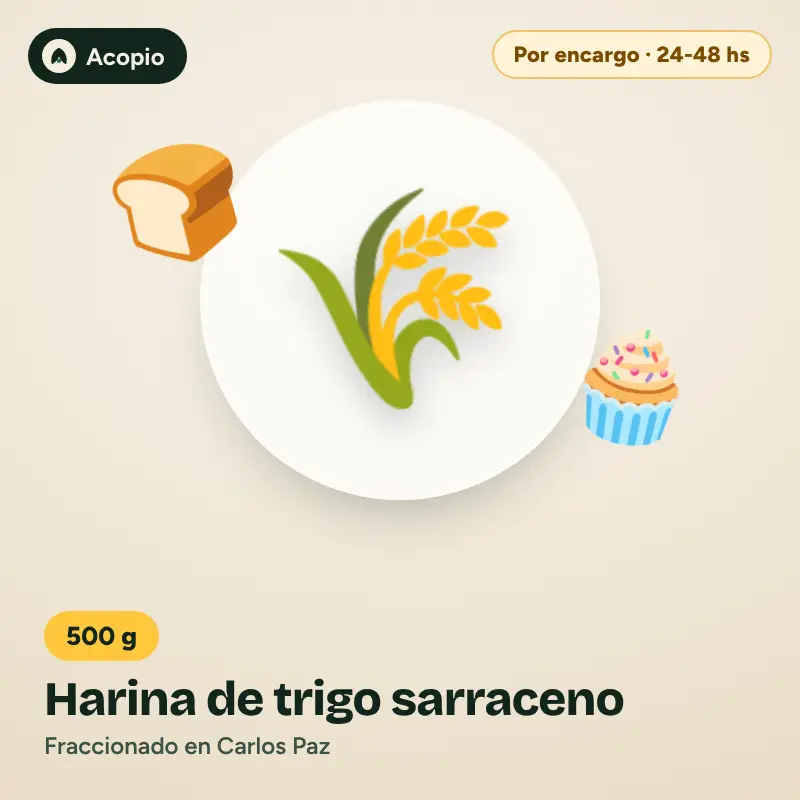 Acopio
Por encargo · 24-48 hs
500 g
Harina de trigo sarraceno
Fraccionado en Carlos Paz